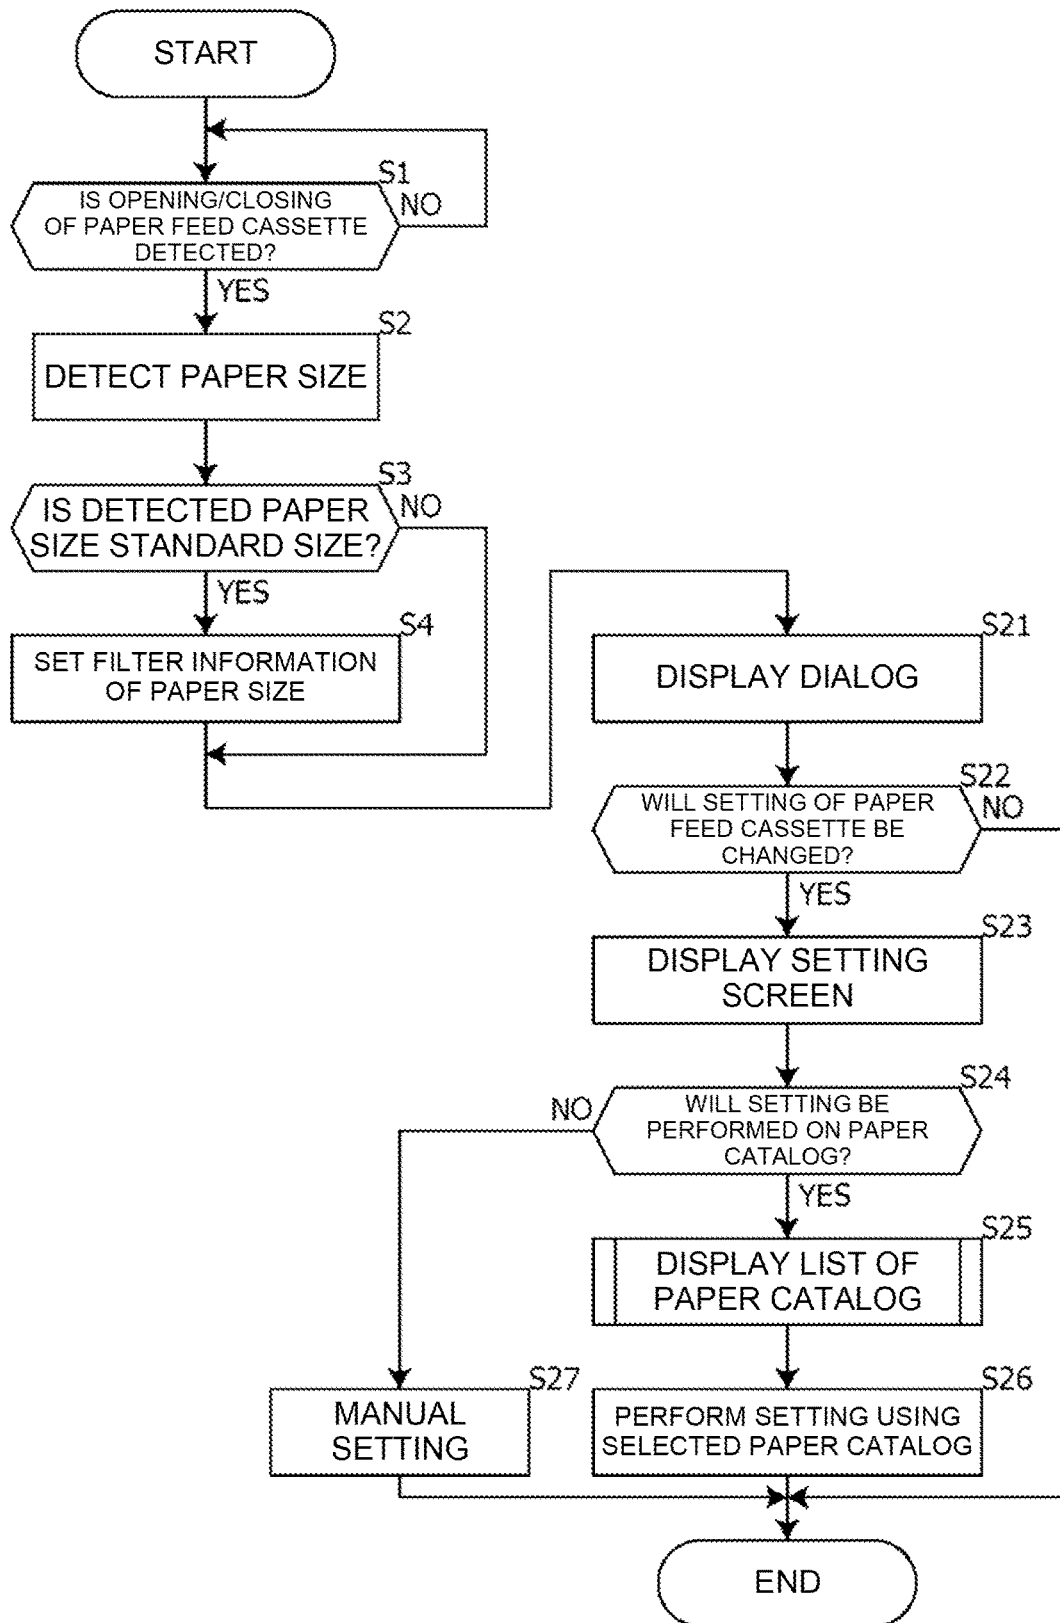 START
S1
IS OPENING/CLOSING
OF PAPER FEED CASSETTE
DETECTED?
NO
YES
S2
DETECT PAPER SIZE
S3
IS DETECTED PAPER
SIZE STANDARD SIZE?
NO
YES
S4
SET FILTER INFORMATION
OF PAPER SIZE
S21
DISPLAY DIALOG
S22
WILL SETTING OF PAPER
FEED CASSETTE BE
CHANGED?
NO
YES
S23
DISPLAY SETTING
SCREEN
S24
WILL SETTING BE
PERFORMED ON PAPER
CATALOG?
NO
YES
S25
DISPLAY LIST OF
PAPER CATALOG
S27
MANUAL
SETTING
S26
PERFORM SETTING USING
SELECTED PAPER CATALOG
END